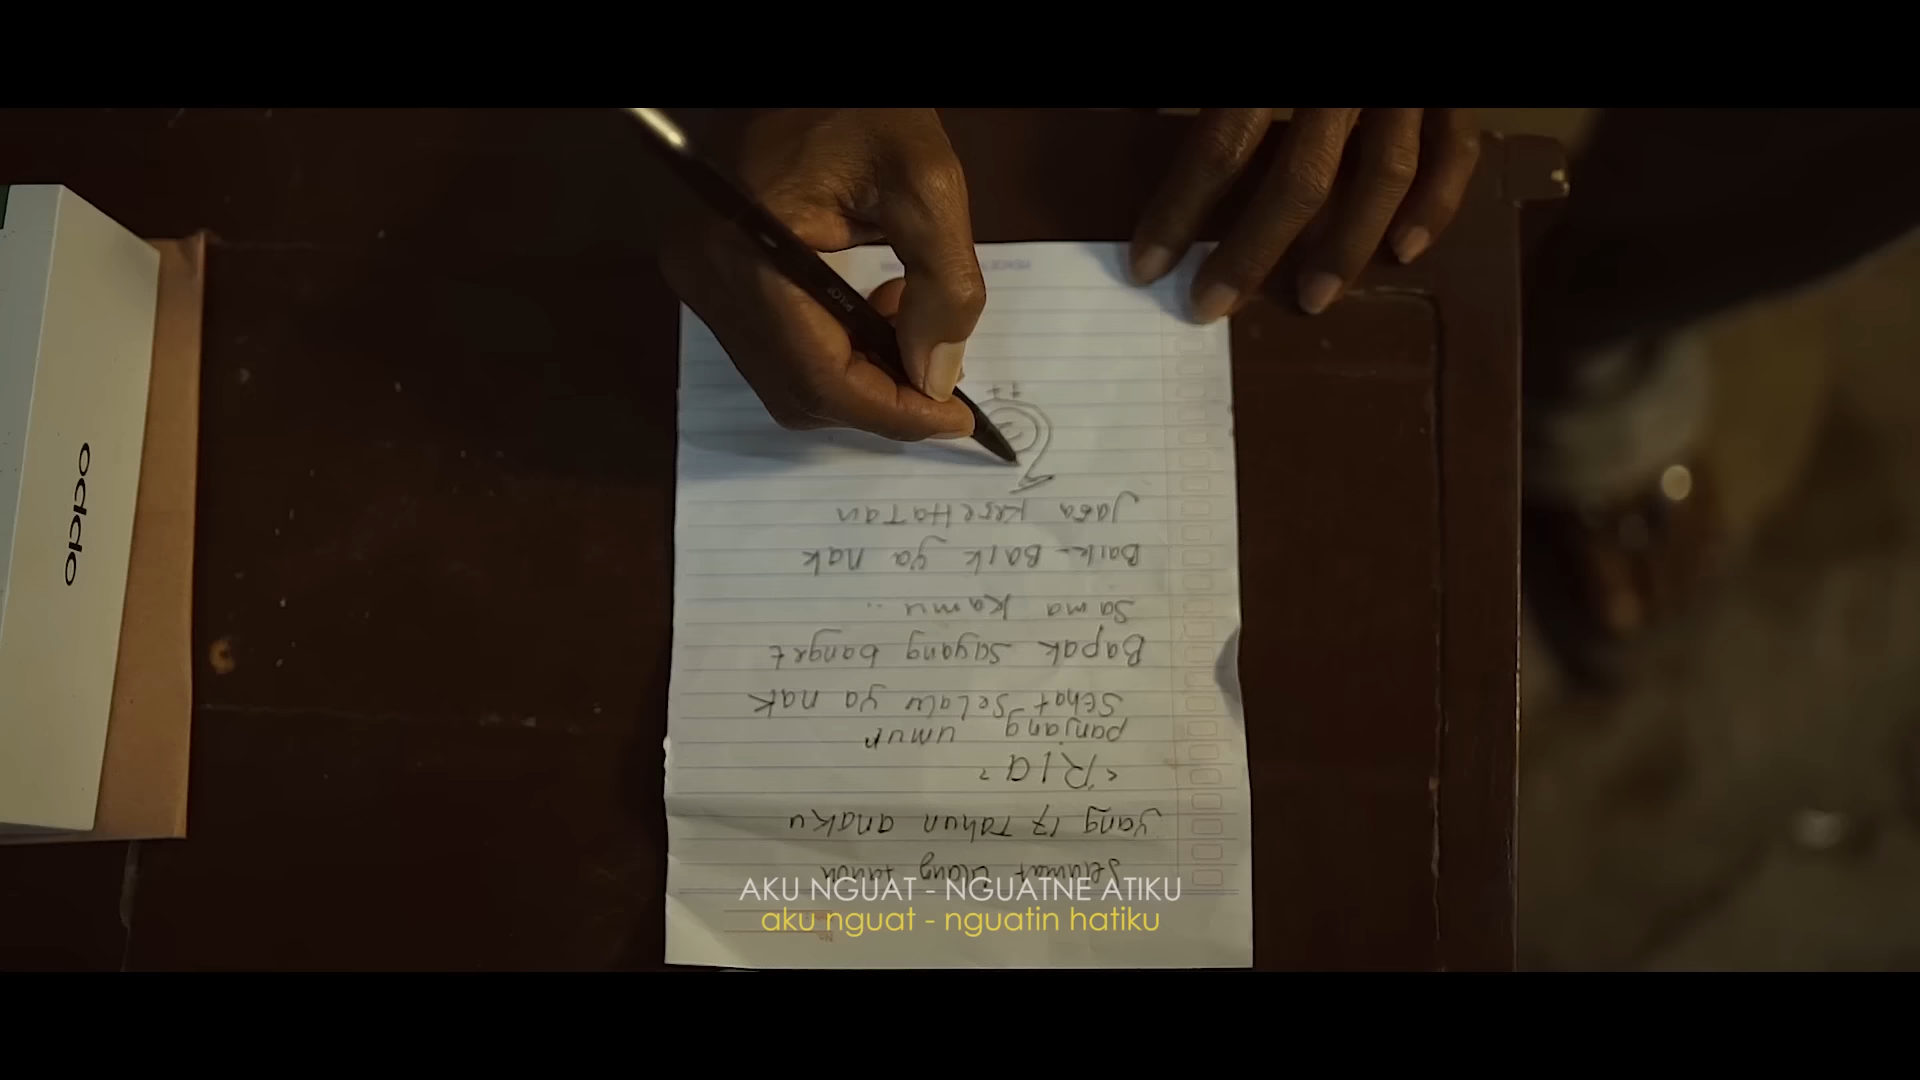 oppo
Selamat Ulang tahun
yang 17 Tahun anaku
"RIA"
panjang umur
Sehat Selalu ya nak
Bapak Sayang banget
Sama Kamu ..
BaIk-BaIk ya nak
Jaga KeseHaTan
AKU NGUAT - NGUATNE ATIKU
aku nguat - nguatin hatiku